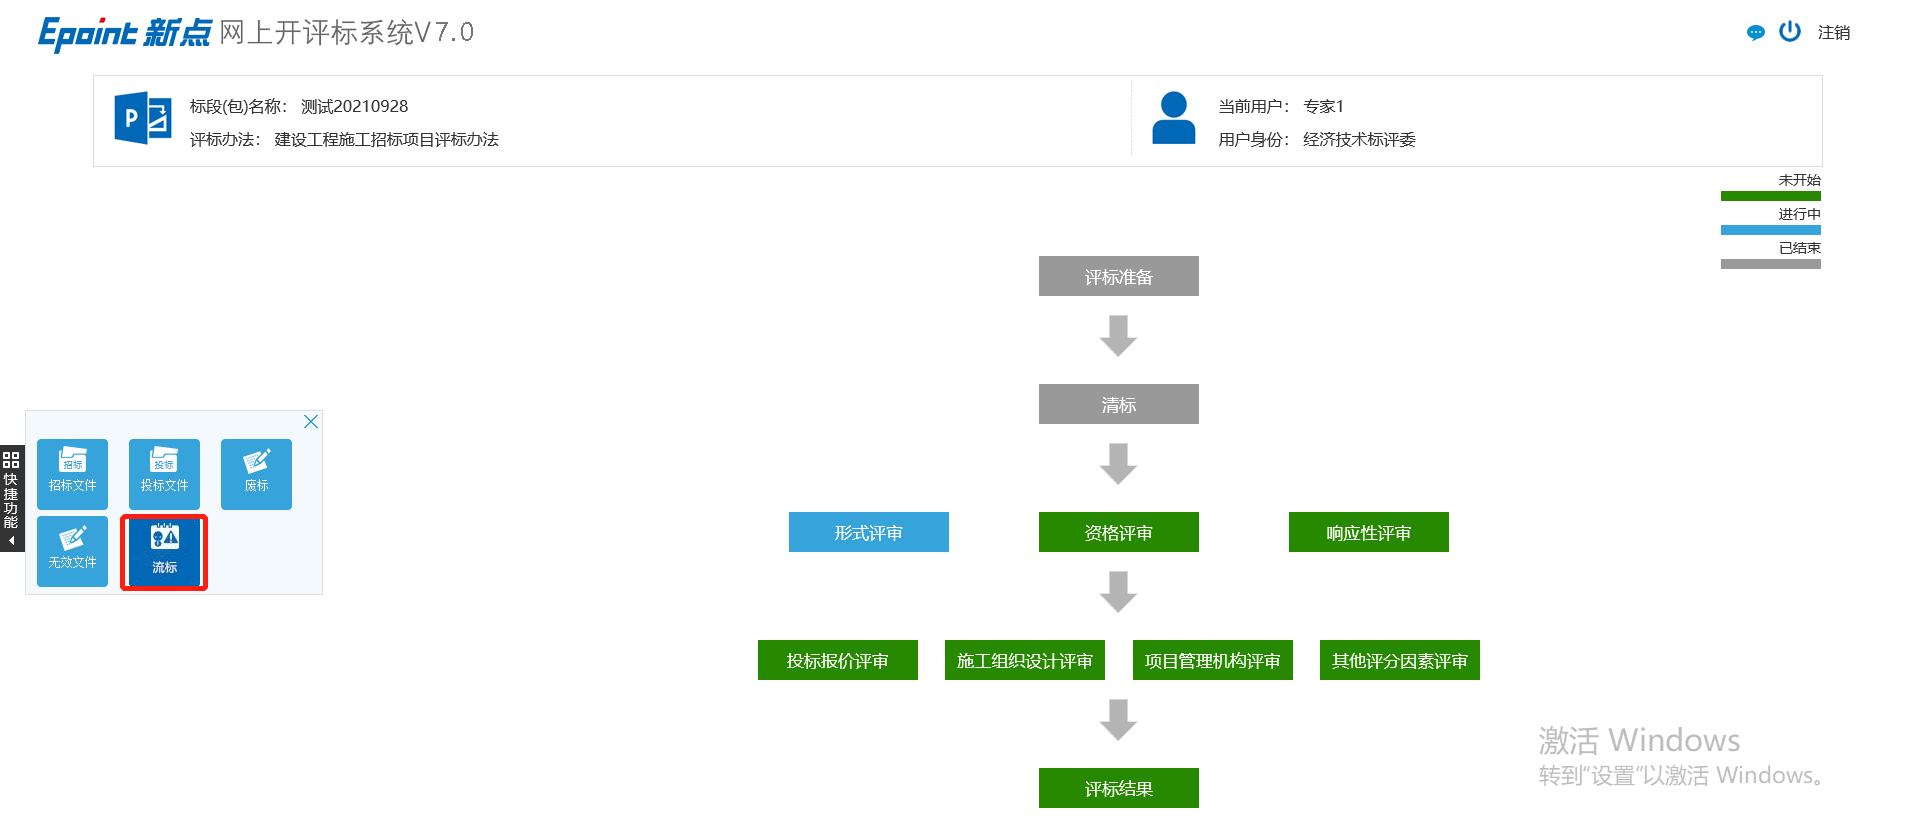 Epoint 新点 网上开评标系统V7.0
注销
标段(包)名称： 测试20210928
评标办法： 建设工程施工招标项目评标办法
当前用户： 专家1
用户身份： 经济技术标评委
未开始
进行中
已结束
评标准备
清标
快捷功能
招标
招标文件
投标
投标文件
废标
无效文件
流标
形式评审
资格评审
响应性评审
投标报价评审
施工组织设计评审
项目管理机构评审
其他评分因素评审
评标结果
激活 Windows
转到“设置”以激活 Windows。